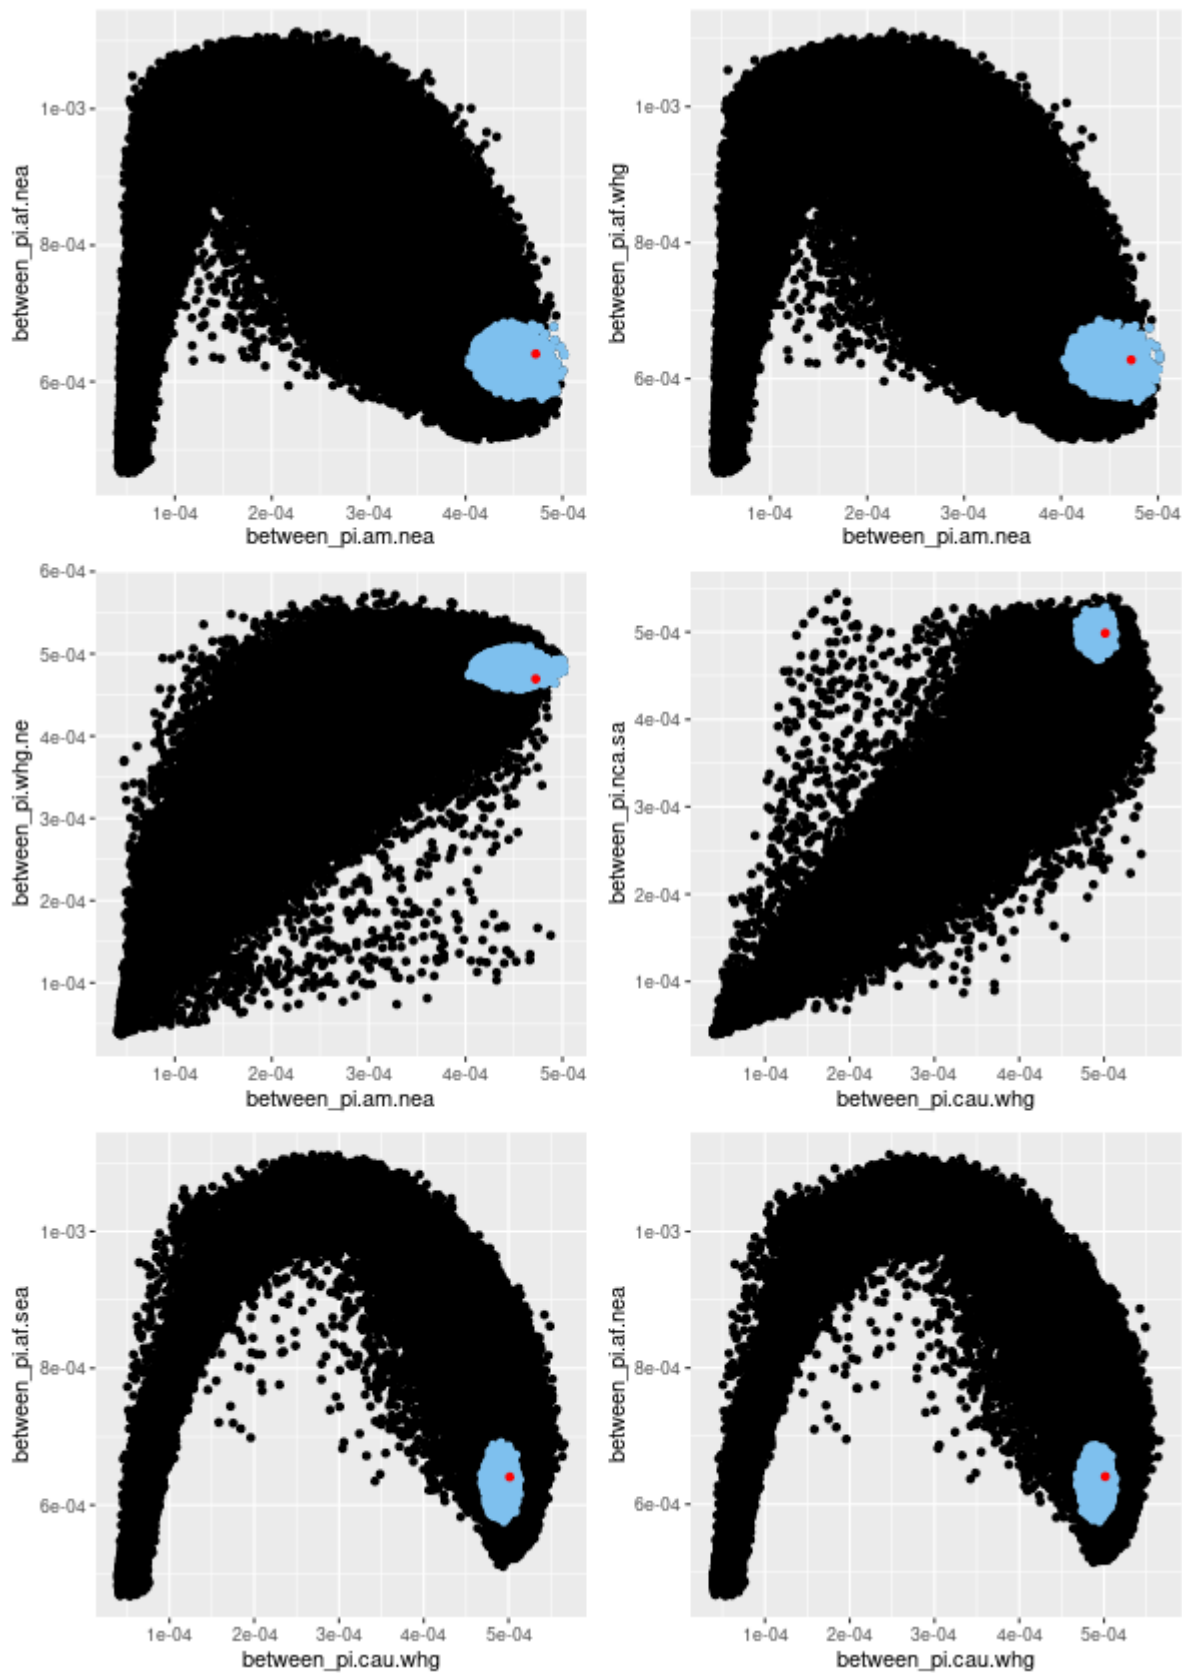 between_pi.af.nea
1e-03
8e-04
6e-04
1e-04 2e-04 3e-04 4e-04 5e-04
between_pi.am.nea
between_pi.af.whg
1e-03
8e-04
6e-04
1e-04 2e-04 3e-04 4e-04 5e-04
between_pi.am.nea
between_pi.whg.ne
6e-04
5e-04
4e-04
3e-04
2e-04
1e-04
1e-04 2e-04 3e-04 4e-04 5e-04
between_pi.am.nea
between_pi.nca.sa
5e-04
4e-04
3e-04
2e-04
1e-04
1e-04 2e-04 3e-04 4e-04 5e-04
between_pi.cau.whg
between_pi.af.sea
1e-03
8e-04
6e-04
1e-04 2e-04 3e-04 4e-04 5e-04
between_pi.cau.whg
between_pi.af.nea
1e-03
8e-04
6e-04
1e-04 2e-04 3e-04 4e-04 5e-04
between_pi.cau.whg